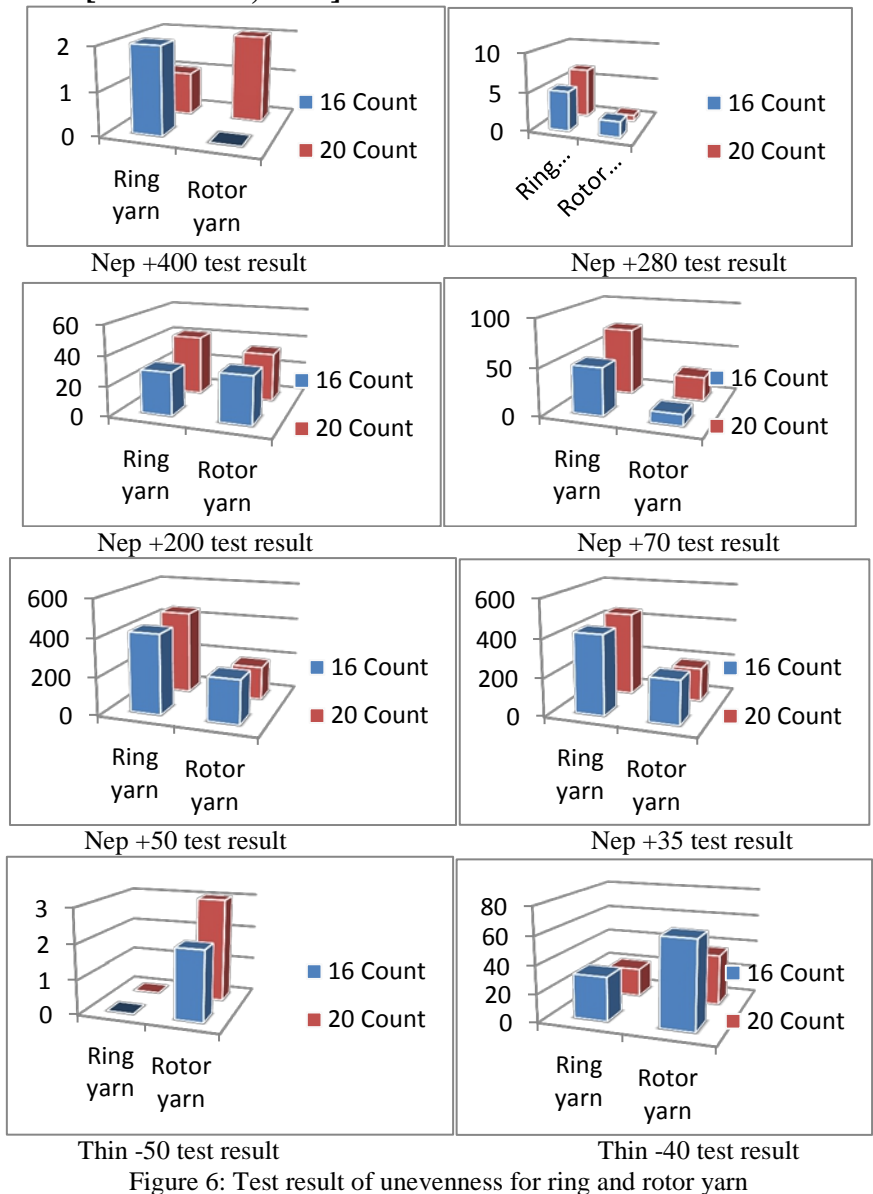 2
1
0
Ring yarn
Rotor yarn
16 Count
20 Count
Nep +400 test result
10
5
0
Ring...
Rotor...
16 Count
20 Count
Nep +280 test result
60
40
20
0
Ring yarn
Rotor yarn
16 Count
20 Count
Nep +200 test result
100
50
0
Ring yarn
Rotor yarn
16 Count
20 Count
Nep +70 test result
600
400
200
0
Ring yarn
Rotor yarn
16 Count
20 Count
Nep +50 test result
600
400
200
0
Ring yarn
Rotor yarn
16 Count
20 Count
Nep +35 test result
3
2
1
0
Ring yarn
Rotor yarn
16 Count
20 Count
Thin -50 test result
80
60
40
20
0
Ring yarn
Rotor yarn
16 Count
20 Count
Thin -40 test result
Figure 6: Test result of unevenness for ring and rotor yarn